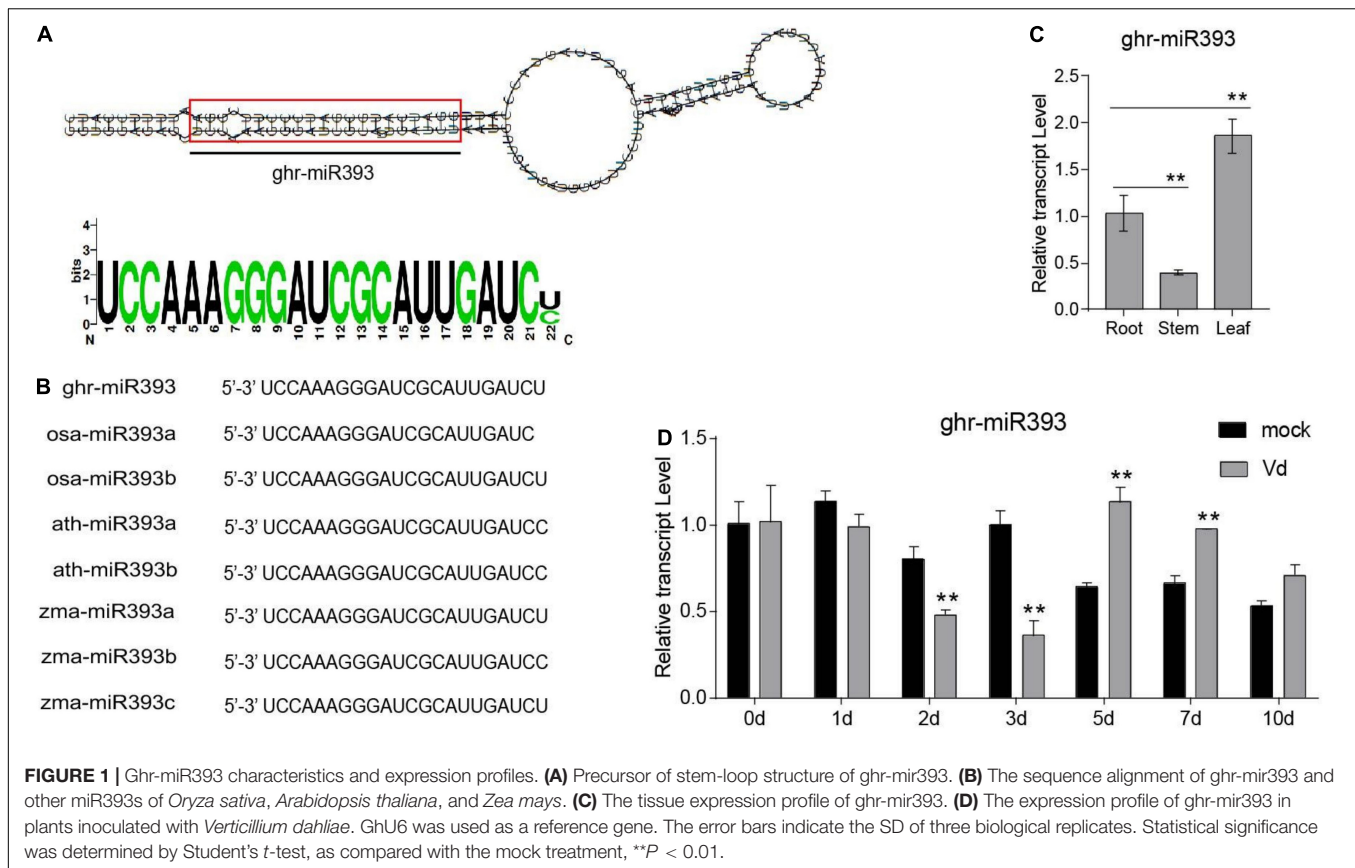 A
ghr-miR393
bits
4
3
2
1
0
UCCAAAGGGAUCGCAUUGAUCU
C
N 1 2 3 4 5 6 7 8 9 10 11 12 13 14 15 16 17 18 19 20 21 22 C
B
ghr-miR393 5'-3' UCCAAAGGGAUCGCAUUGAUCU
osa-miR393a 5'-3' UCCAAAGGGAUCGCAUUGAUC
osa-miR393b 5'-3' UCCAAAGGGAUCGCAUUGAUCU
ath-miR393a 5'-3' UCCAAAGGGAUCGCAUUGAUCC
ath-miR393b 5'-3' UCCAAAGGGAUCGCAUUGAUCC
zma-miR393a 5'-3' UCCAAAGGGAUCGCAUUGAUCU
zma-miR393b 5'-3' UCCAAAGGGAUCGCAUUGAUCC
zma-miR393c 5'-3' UCCAAAGGGAUCGCAUUGAUCU
C
ghr-miR393
Relative transcript Level
2.5
2.0
1.5
1.0
0.5
0.0
**
**
Root Stem Leaf
D
ghr-miR393
mock
Vd
Relative transcript Level
1.5
1.0
0.5
0.0
** ** ** **
0d 1d 2d 3d 5d 7d 10d
FIGURE 1 | Ghr-miR393 characteristics and expression profiles. (A) Precursor of stem-loop structure of ghr-mir393. (B) The sequence alignment of ghr-mir393 and
other miR393s of Oryza sativa, Arabidopsis thaliana, and Zea mays. (C) The tissue expression profile of ghr-mir393. (D) The expression profile of ghr-mir393 in
plants inoculated with Verticillium dahliae. GhU6 was used as a reference gene. The error bars indicate the SD of three biological replicates. Statistical significance
was determined by Student's t-test, as compared with the mock treatment, **P < 0.01.